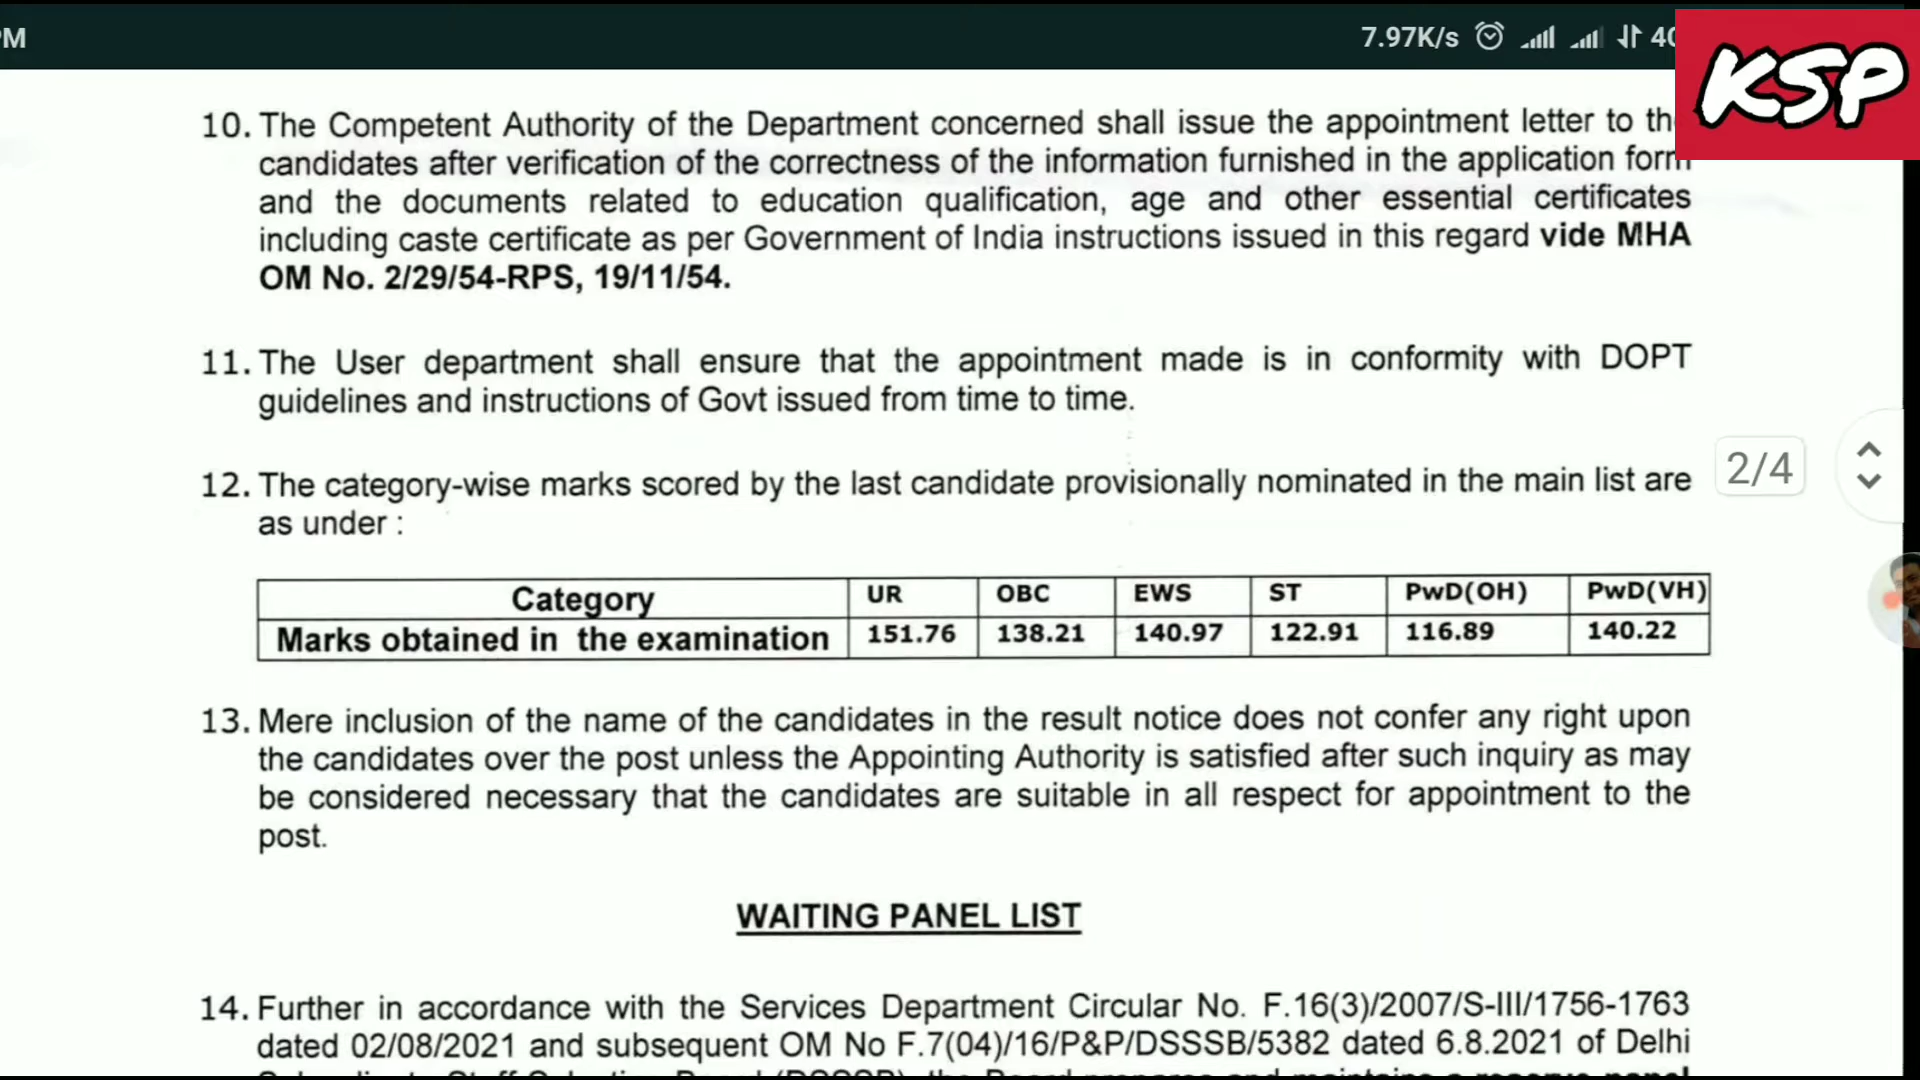 PM
7.97K/s
KSP
10. The Competent Authority of the Department concerned shall issue the appointment letter to
candidates after verification of the correctness of the information furnished in the application form
and the documents related to education qualification, age and other essential certificates
including caste certificate as per Government of India instructions issued in this regard vide MHA
OM No. 2/29/54-RPS, 19/11/54.
11. The User department shall ensure that the appointment made is in conformity with DOPT
guidelines and instructions of Govt issued from time to time.
12. The category-wise marks scored by the last candidate provisionally nominated in the main list are
as under :
2/4
Category UR OBC EWS ST PwD(OH) PwD(VH)
Marks obtained in the examination 151.76 138.21 140.97 122.91 116.89 140.22
13. Mere inclusion of the name of the candidates in the result notice does not confer any right upon
the candidates over the post unless the Appointing Authority is satisfied after such inquiry as may
be considered necessary that the candidates are suitable in all respect for appointment to the
post.
WAITING PANEL LIST
14. Further in accordance with the Services Department Circular No. F.16(3)/2007/S-III/1756-1763
dated 02/08/2021 and subsequent OM No F.7(04)/16/P&P/DSSSB/5382 dated 6.8.2021 of Delhi